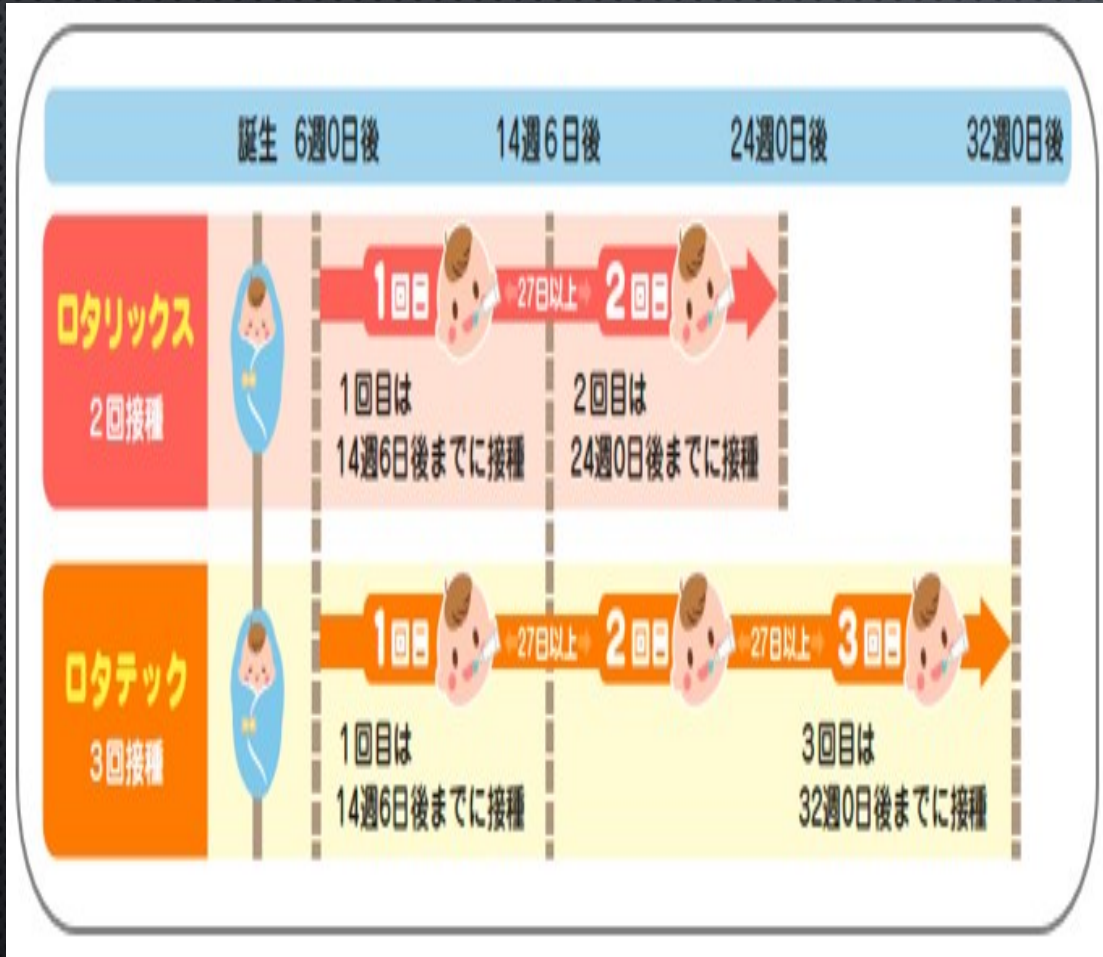 誕生 6週0日後 14週6日後 24週0日後 32週0日後
ロタリックス
2回接種
1回目 27日以上 2回目
1回目は
14週6日後までに接種
2回目は
24週0日後までに接種
ロタテック
3回接種
1回目 27日以上 2回目 27日以上 3回目
1回目は
14週6日後までに接種
3回目は
32週0日後までに接種